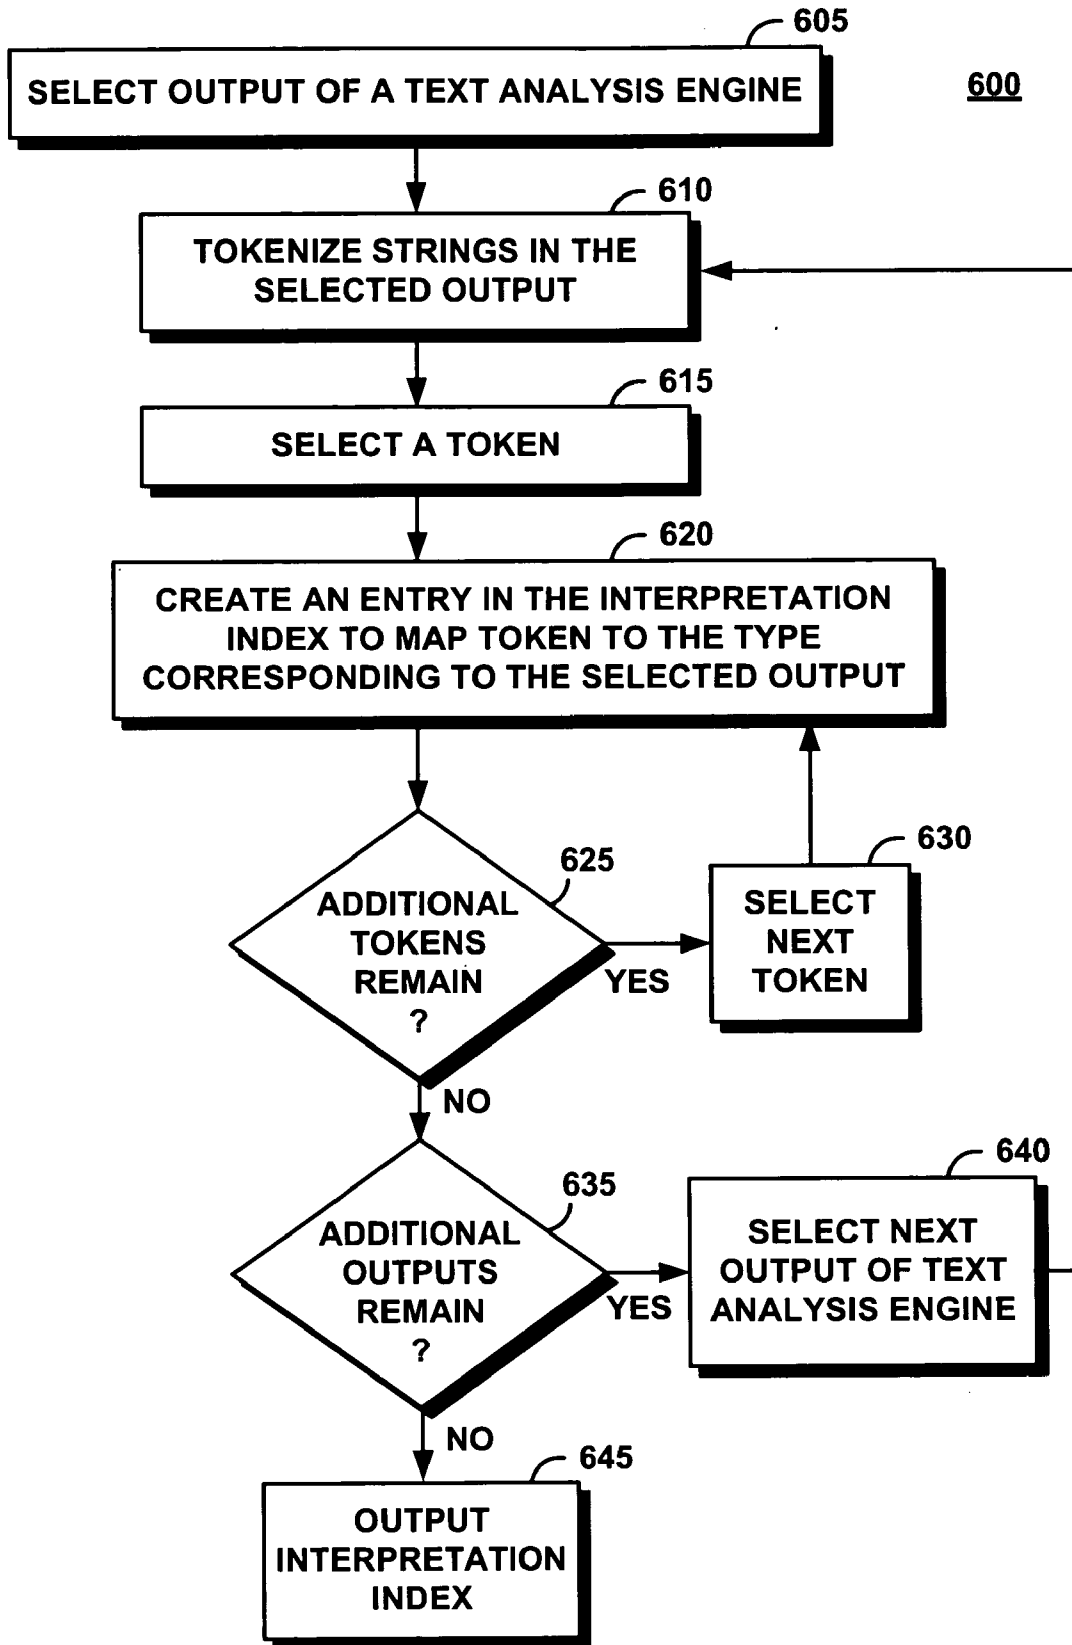 605
SELECT OUTPUT OF A TEXT ANALYSIS ENGINE
600
610
TOKENIZE STRINGS IN THE
SELECTED OUTPUT
615
SELECT A TOKEN
620
CREATE AN ENTRY IN THE INTERPRETATION
INDEX TO MAP TOKEN TO THE TYPE
CORRESPONDING TO THE SELECTED OUTPUT
625
ADDITIONAL
TOKENS
REMAIN
?
YES
630
SELECT
NEXT
TOKEN
NO
635
ADDITIONAL
OUTPUTS
REMAIN
?
YES
640
SELECT NEXT
OUTPUT OF TEXT
ANALYSIS ENGINE
NO
645
OUTPUT
INTERPRETATION
INDEX